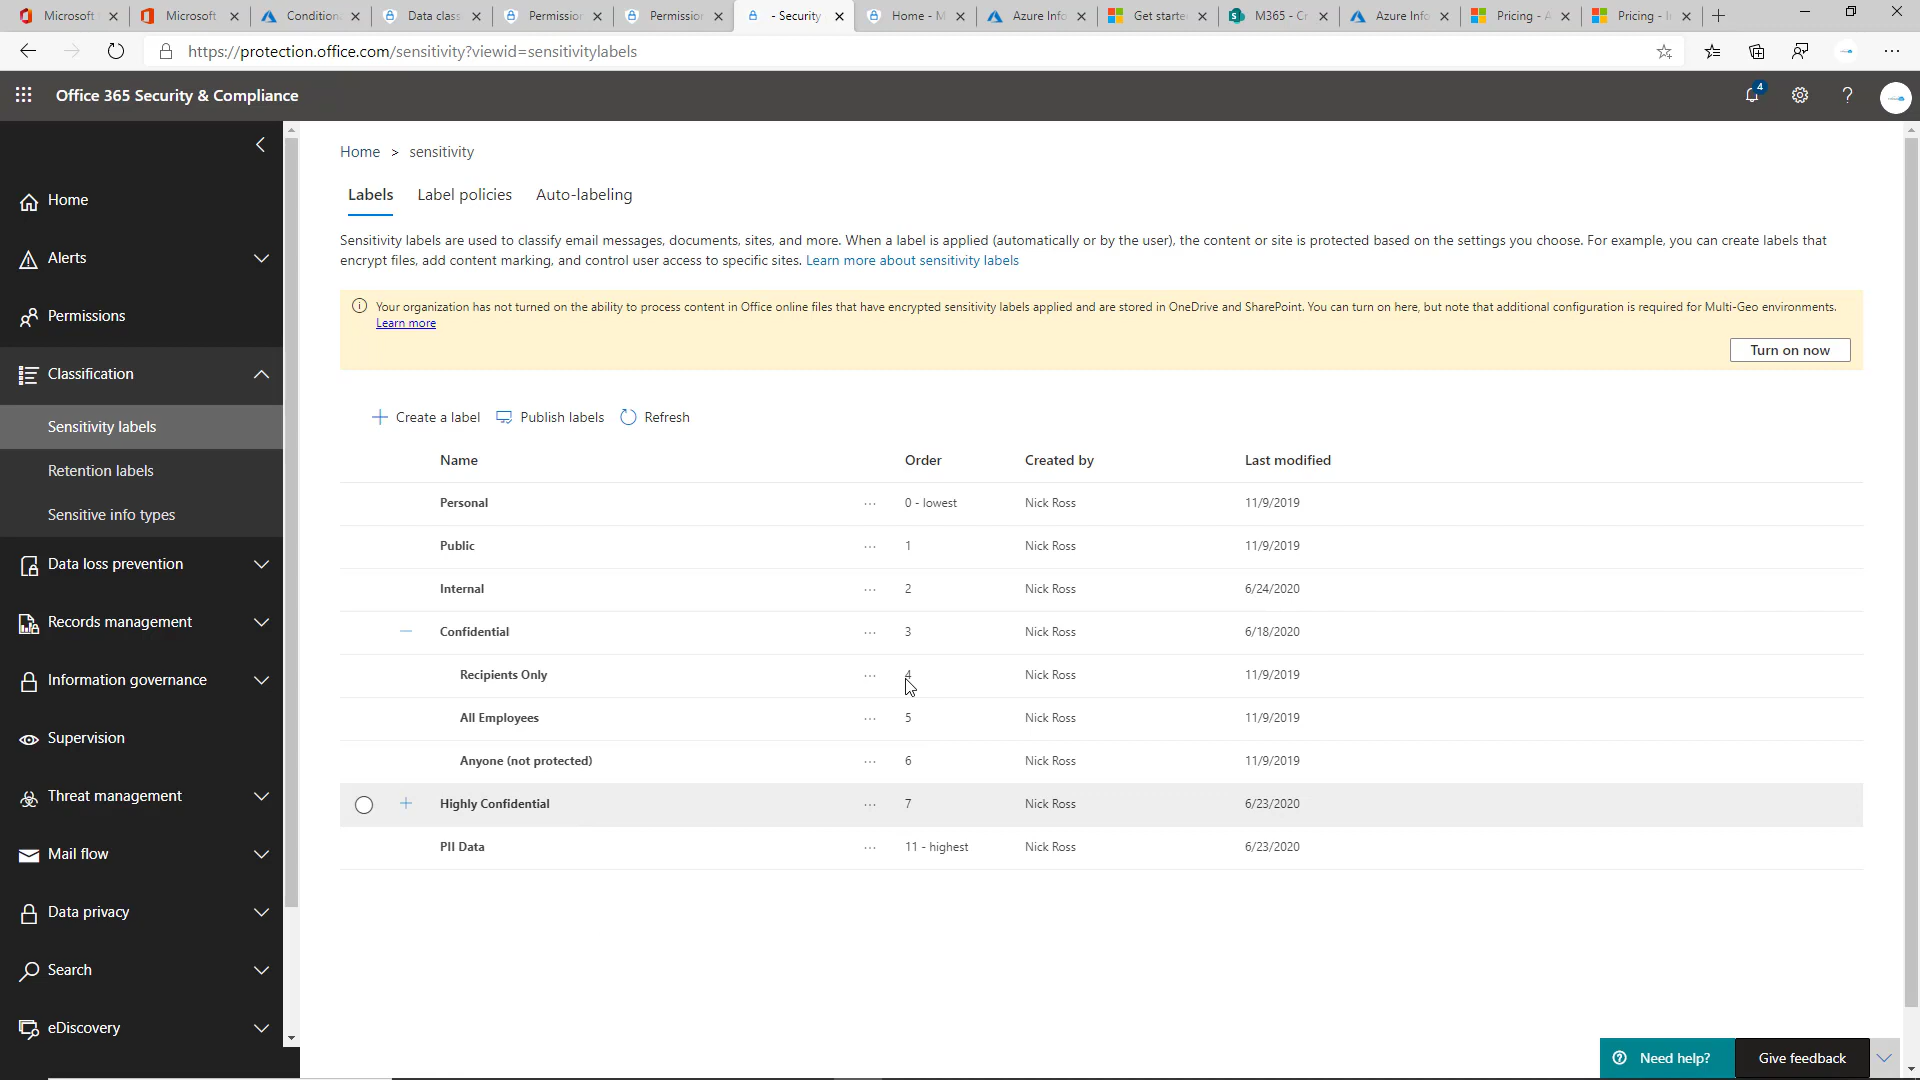 Microsoft
Microsoft
Condition
Data class
Permission
Permission
- Security
Home - M
Azure Info
Get starte
M365 - Cr
Azure Info
Pricing - A
Pricing - I
https://protection.office.com/sensitivity?viewid=sensitivitylabels
Office 365 Security & Compliance
4
?
Home
Alerts
Permissions
Classification
Sensitivity labels
Retention labels
Sensitive info types
Data loss prevention
Records management
Information governance
Supervision
Threat management
Mail flow
Data privacy
Search
eDiscovery
Home > sensitivity
Labels Label policies Auto-labeling
Sensitivity labels are used to classify email messages, documents, sites, and more. When a label is applied (automatically or by the user), the content or site is protected based on the settings you choose. For example, you can create labels that
encrypt files, add content marking, and control user access to specific sites. Learn more about sensitivity labels
Your organization has not turned on the ability to process content in Office online files that have encrypted sensitivity labels applied and are stored in OneDrive and SharePoint. You can turn on here, but note that additional configuration is required for Multi-Geo environments.
Learn more
Turn on now
Create a label Publish labels Refresh
Name Order Created by Last modified
Personal ... 0 - lowest Nick Ross 11/9/2019
Public ... 1 Nick Ross 11/9/2019
Internal ... 2 Nick Ross 6/24/2020
Confidential ... 3 Nick Ross 6/18/2020
Recipients Only ... 4 Nick Ross 11/9/2019
All Employees ... 5 Nick Ross 11/9/2019
Anyone (not protected) ... 6 Nick Ross 11/9/2019
Highly Confidential ... 7 Nick Ross 6/23/2020
PII Data ... 11 - highest Nick Ross 6/23/2020
Need help? Give feedback